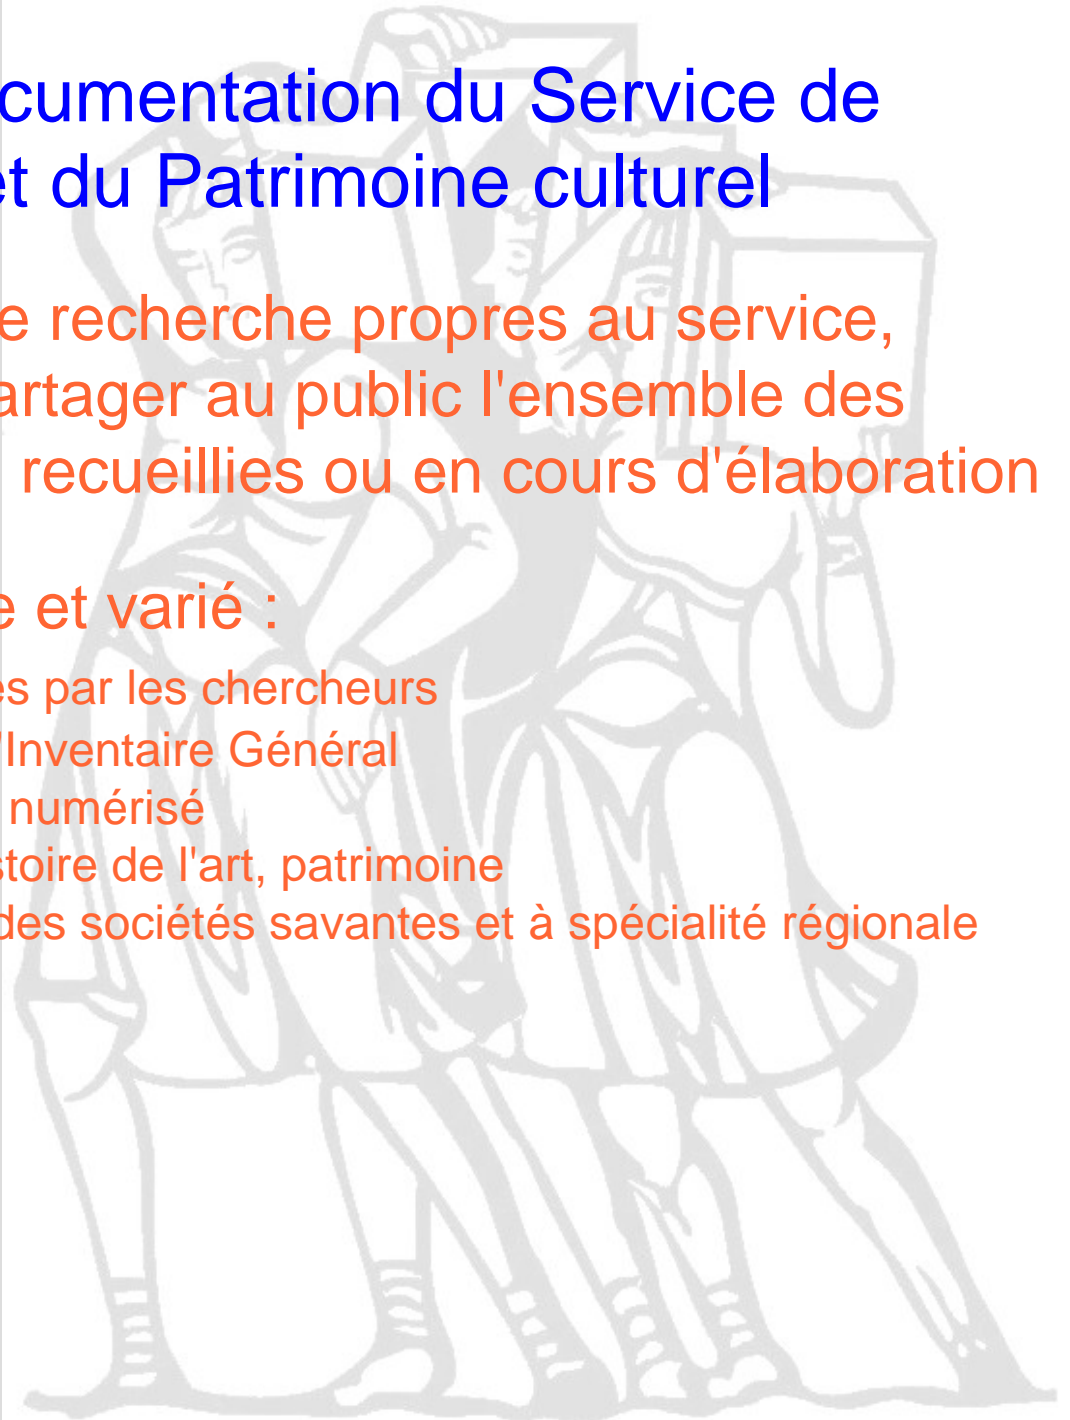 cumentation du Service de
et du Patrimoine culturel
e recherche propres au service,
artager au public l'ensemble des
recueillies ou en cours d'élaboration
e et varié :
es par les chercheurs
'Inventaire Général
numérisé
stoire de l'art, patrimoine
des sociétés savantes et à spécialité régionale